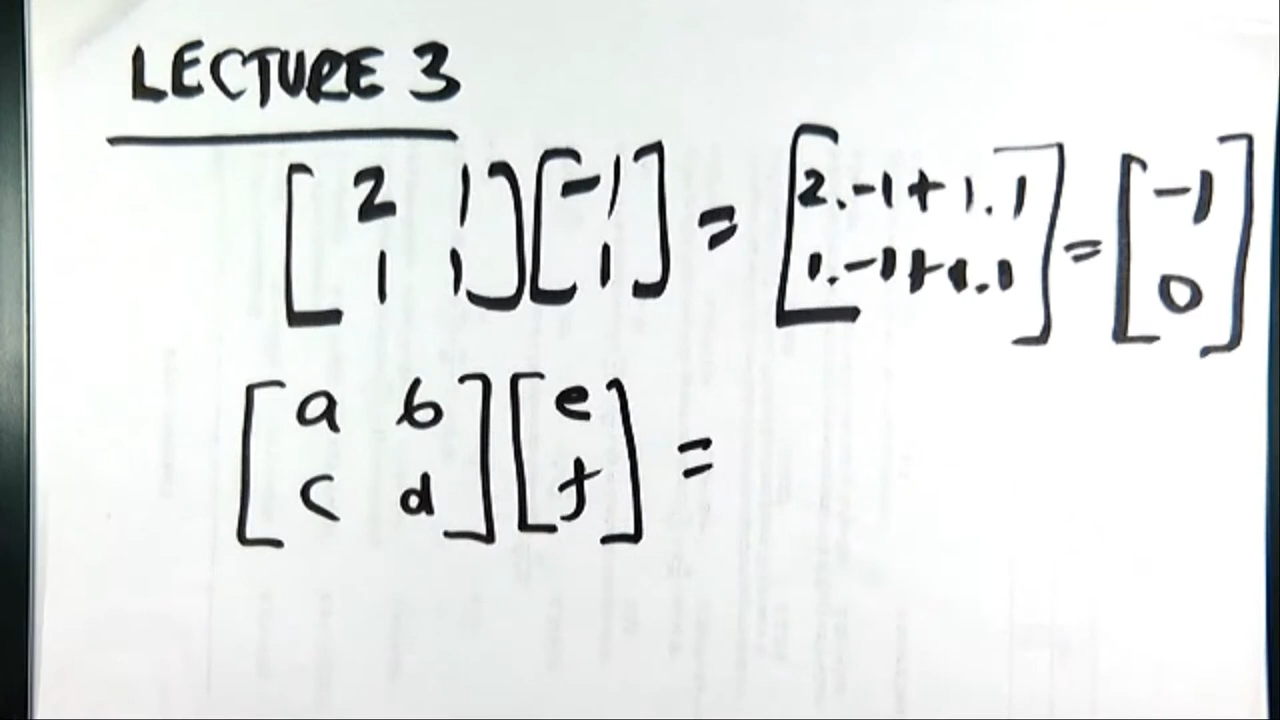 LECTURE 3
[2 1
1 1] [-1
1] = [2.-1+1.1
1.-1+1.1] = [-1
0]
[a b
c d] [e
f] =